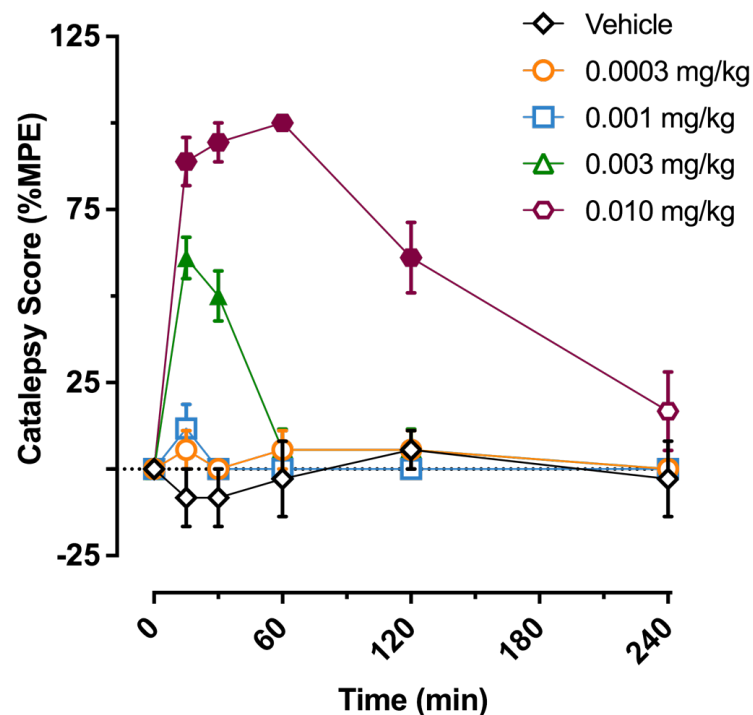 Vehicle
0.0003 mg/kg
0.001 mg/kg
0.003 mg/kg
0.010 mg/kg
Catalepsy Score (%MPE)
125
75
25
-25
0
60
120
180
240
Time (min)